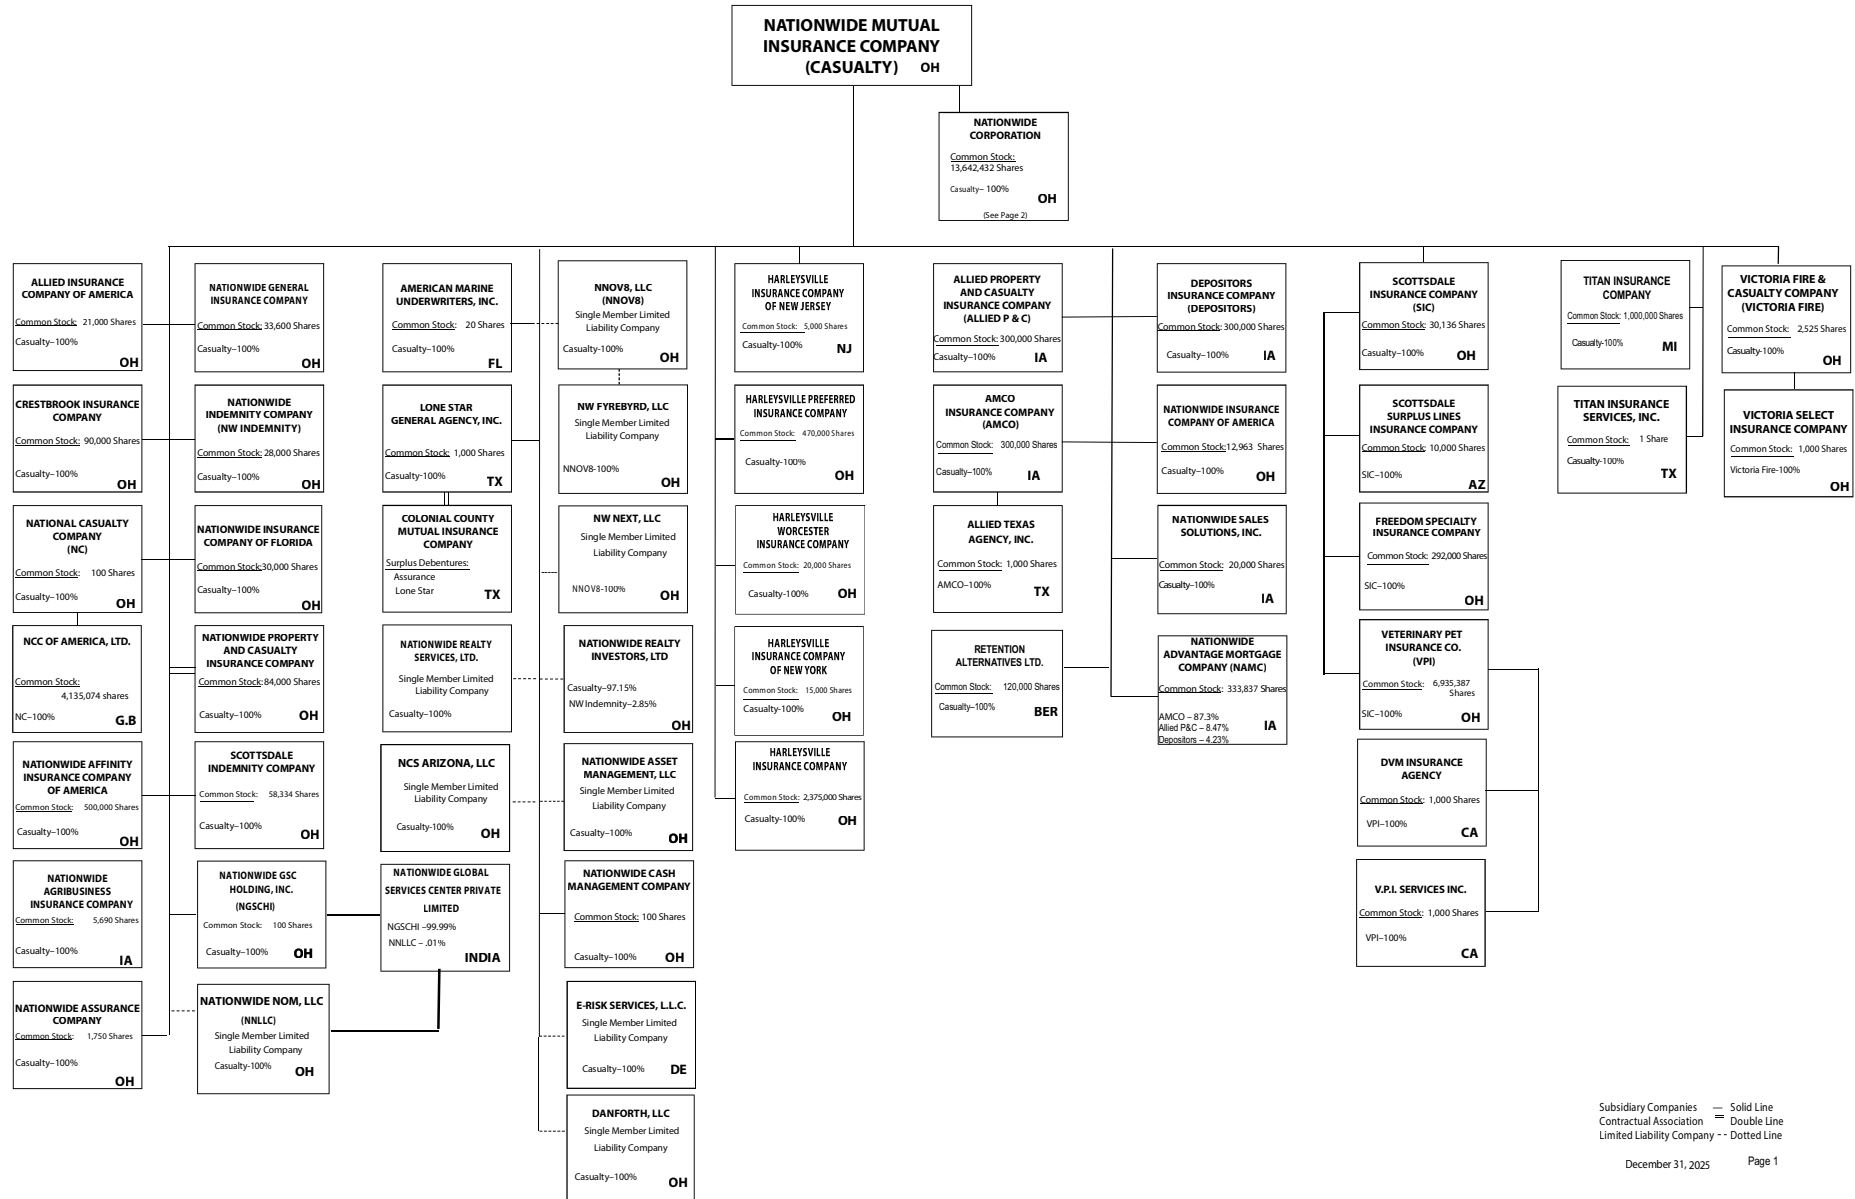 NATIONWIDE MUTUAL
INSURANCE COMPANY
(CASUALTY) OH
NATIONWIDE
CORPORATION
Common Stock:
13,642,432 Shares
Casualty– 100%
OH
(See Page 2)
ALLIED INSURANCE
COMPANY OF AMERICA
Common Stock: 21,000 Shares
Casualty–100%
OH
CRESTBROOK INSURANCE
COMPANY
Common Stock: 90,000 Shares
Casualty–100%
OH
NATIONAL CASUALTY
COMPANY
(NC)
Common Stock: 100 Shares
Casualty–100%
OH
NCC OF AMERICA, LTD.
Common Stock:
4,135,074 shares
NC–100%
G.B
NATIONWIDE AFFINITY
INSURANCE COMPANY
OF AMERICA
Common Stock: 500,000 Shares
Casualty–100%
OH
NATIONWIDE
AGRIBUSINESS
INSURANCE COMPANY
Common Stock: 5,690 Shares
Casualty–100%
IA
NATIONWIDE ASSURANCE
COMPANY
Common Stock: 1,750 Shares
Casualty–100%
OH
NATIONWIDE GENERAL
INSURANCE COMPANY
Common Stock: 33,600 Shares
Casualty–100%
OH
NATIONWIDE
INDEMNITY COMPANY
(NW INDEMNITY)
Common Stock: 28,000 Shares
Casualty–100%
OH
NATIONWIDE INSURANCE
COMPANY OF FLORIDA
Common Stock:30,000 Shares
Casualty–100%
OH
NATIONWIDE PROPERTY
AND CASUALTY
INSURANCE COMPANY
Common Stock:84,000 Shares
Casualty–100%
OH
SCOTTSDALE
INDEMNITY COMPANY
Common Stock: 58,334 Shares
Casualty–100%
OH
NATIONWIDE GSC
HOLDING, INC.
(NGSCHI)
Common Stock: 100 Shares
Casualty–100%
OH
NATIONWIDE NOM, LLC
(NNLLC)
Single Member Limited
Liability Company
Casualty-100%
OH
AMERICAN MARINE
UNDERWRITERS, INC.
Common Stock: 20 Shares
Casualty–100%
FL
LONE STAR
GENERAL AGENCY, INC.
Common Stock: 1,000 Shares
Casualty-100%
TX
COLONIAL COUNTY
MUTUAL INSURANCE
COMPANY
Surplus Debentures:
Assurance
Lone Star
TX
NATIONWIDE REALTY
SERVICES, LTD.
Single Member Limited
Liability Company
Casualty–100%
NCS ARIZONA, LLC
Single Member Limited
Liability Company
Casualty-100%
OH
NATIONWIDE GLOBAL
SERVICES CENTER PRIVATE
LIMITED
NGSCHI –99.99%
NNLLC – .01%
INDIA
NNOV8, LLC
(NNOV8)
Single Member Limited
Liability Company
Casualty-100%
OH
NW FYREBYRD, LLC
Single Member Limited
Liability Company
NNOV8-100%
OH
NW NEXT, LLC
Single Member Limited
Liability Company
NNOV8-100%
OH
NATIONWIDE REALTY
INVESTORS, LTD
Casualty–97.15%
NW Indemnity–2.85%
OH
NATIONWIDE ASSET
MANAGEMENT, LLC
Single Member Limited
Liability Company
Casualty–100%
OH
NATIONWIDE CASH
MANAGEMENT COMPANY
Common Stock: 100 Shares
Casualty–100%
OH
E-RISK SERVICES, L.L.C.
Single Member Limited
Liability Company
Casualty–100%
DE
DANFORTH, LLC
Single Member Limited
Liability Company
Casualty–100%
OH
HARLEYSVILLE
INSURANCE COMPANY
OF NEW JERSEY
Common Stock: 5,000 Shares
Casualty-100%
NJ
HARLEYSVILLE PREFERRED
INSURANCE COMPANY
Common Stock: 470,000 Shares
Casualty-100%
OH
HARLEYSVILLE
WORCESTER
INSURANCE COMPANY
Common Stock: 20,000 Shares
Casualty-100%
OH
HARLEYSVILLE
INSURANCE COMPANY
OF NEW YORK
Common Stock: 15,000 Shares
Casualty-100%
OH
HARLEYSVILLE
INSURANCE COMPANY
Common Stock: 2,375,000 Shares
Casualty-100%
OH
ALLIED PROPERTY
AND CASUALTY
INSURANCE COMPANY
(ALLIED P & C)
Common Stock: 300,000 Shares
Casualty–100%
IA
AMCO
INSURANCE COMPANY
(AMCO)
Common Stock: 300,000 Shares
Casualty–100%
IA
ALLIED TEXAS
AGENCY, INC.
Common Stock: 1,000 Shares
AMCO–100%
TX
RETENTION
ALTERNATIVES LTD.
Common Stock: 120,000 Shares
Casualty–100%
BER
DEPOSITORS
INSURANCE COMPANY
(DEPOSITORS)
Common Stock: 300,000 Shares
Casualty–100%
IA
NATIONWIDE INSURANCE
COMPANY OF AMERICA
Common Stock:12,963 Shares
Casualty–100%
OH
NATIONWIDE SALES
SOLUTIONS, INC.
Common Stock: 20,000 Shares
Casualty–100%
IA
NATIONWIDE
ADVANTAGE MORTGAGE
COMPANY (NAMC)
Common Stock: 333,837 Shares
AMCO – 87.3%
Allied P&C – 8.47%
Depositors – 4.23%
IA
SCOTTSDALE
INSURANCE COMPANY
(SIC)
Common Stock: 30,136 Shares
Casualty–100%
OH
SCOTTSDALE
SURPLUS LINES
INSURANCE COMPANY
Common Stock: 10,000 Shares
SIC–100%
AZ
FREEDOM SPECIALTY
INSURANCE COMPANY
Common Stock: 292,000 Shares
SIC–100%
OH
VETERINARY PET
INSURANCE CO.
(VPI)
Common Stock: 6,935,387
Shares
SIC–100%
OH
DVM INSURANCE
AGENCY
Common Stock: 1,000 Shares
VPI–100%
CA
V.P.I. SERVICES INC.
Common Stock: 1,000 Shares
VPI–100%
CA
TITAN INSURANCE
COMPANY
Common Stock: 1,000,000 Shares
Casualty-100%
MI
TITAN INSURANCE
SERVICES, INC.
Common Stock: 1 Share
Casualty-100%
TX
VICTORIA FIRE &
CASUALTY COMPANY
(VICTORIA FIRE)
Common Stock: 2,525 Shares
Casualty-100%
OH
VICTORIA SELECT
INSURANCE COMPANY
Common Stock: 1,000 Shares
Victoria Fire-100%
OH
Subsidiary Companies — Solid Line
Contractual Association = Double Line
Limited Liability Company - - Dotted Line
December 31, 2025 Page 1